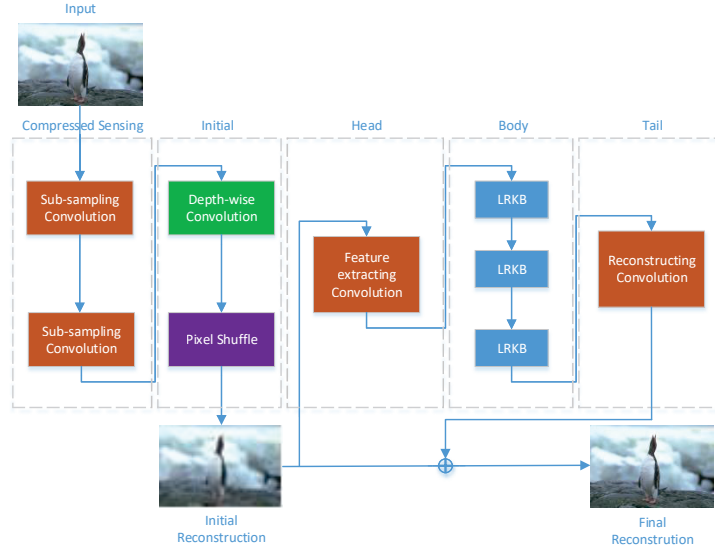 Input
Compressed Sensing
Initial
Head
Body
Tail
Sub-sampling
Convolution
Sub-sampling
Convolution
Depth-wise
Convolution
Pixel Shuffle
Feature
extracting
Convolution
LRKB
LRKB
LRKB
Reconstructing
Convolution
Initial
Reconstruction
Final
Reconstrution